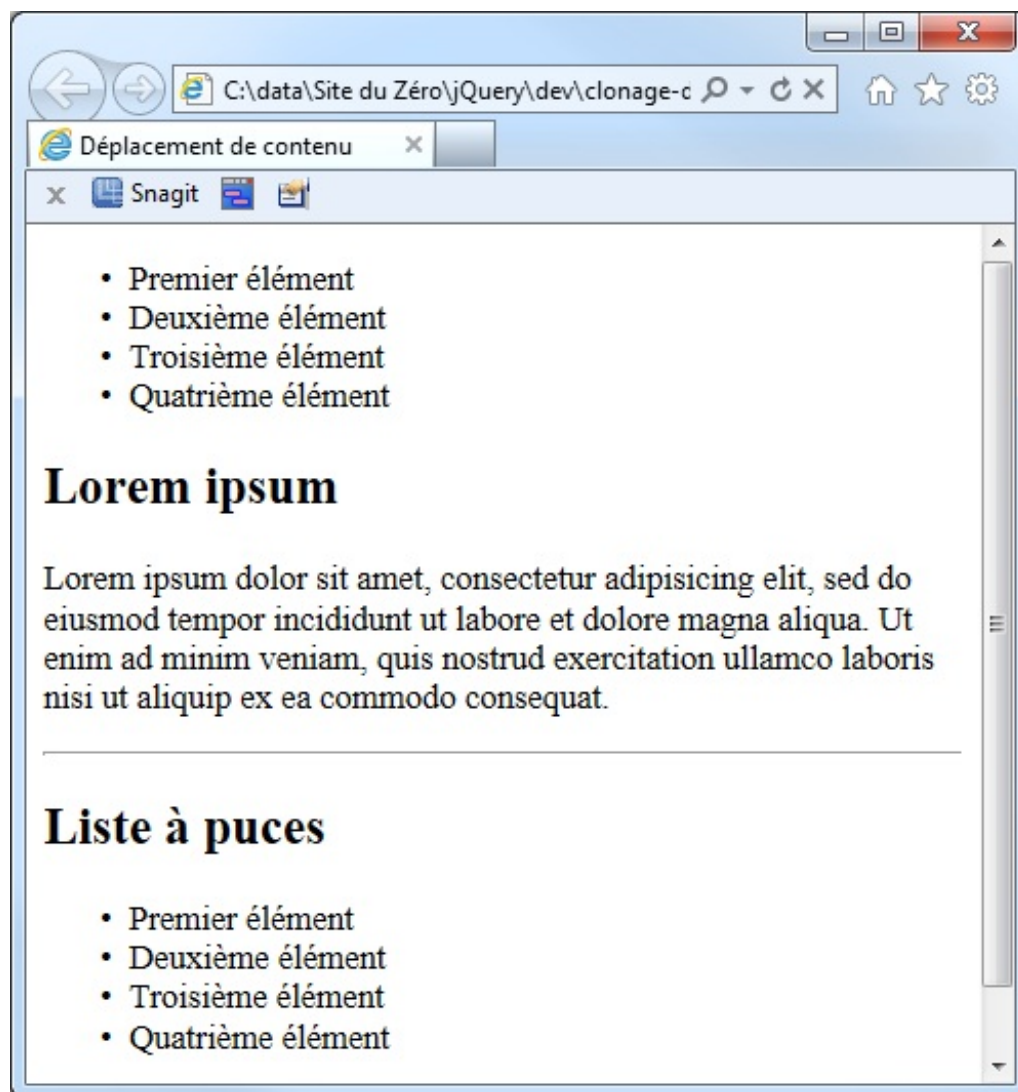 C:\data\Site du Zéro\jQuery\dev\clonage-d
Déplacement de contenu
x Snagit
• Premier élément
• Deuxième élément
• Troisième élément
• Quatrième élément
Lorem ipsum
Lorem ipsum dolor sit amet, consectetur adipisicing elit, sed do
eiusmod tempor incididunt ut labore et dolore magna aliqua. Ut
enim ad minim veniam, quis nostrud exercitation ullamco laboris
nisi ut aliquip ex ea commodo consequat.
Liste à puces
• Premier élément
• Deuxième élément
• Troisième élément
• Quatrième élément